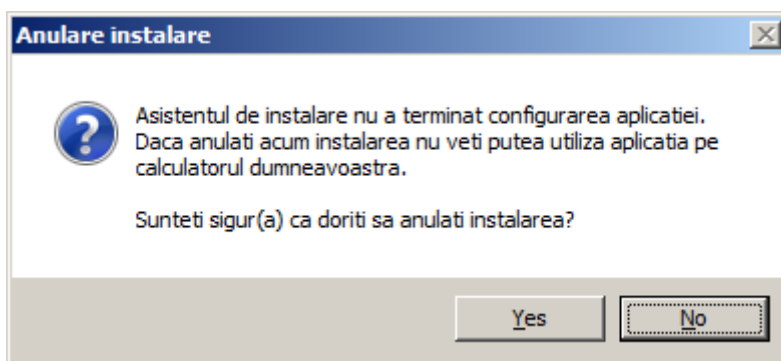 Anulare instalare
Asistentul de instalare nu a terminat configurarea aplicatiei.
Daca anulati acum instalarea nu veti putea utiliza aplicatia pe
calculatorul dumneavoastra.
Sunteti sigur(a) ca doriti sa anulati instalarea?
Yes
No